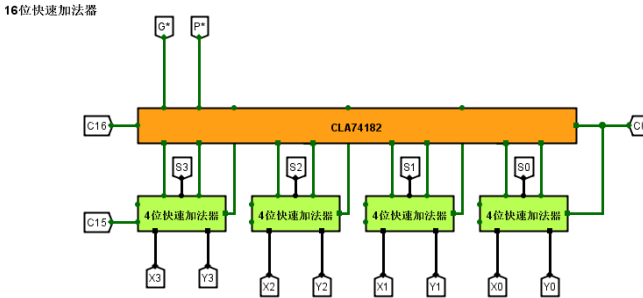 16位快速加法器
G* P*
C16 CLA74182 C0
S3 S2 S1 S0
4位快速加法器 4位快速加法器 4位快速加法器 4位快速加法器
C15
X3 Y3 X2 Y2 X1 Y1 X0 Y0